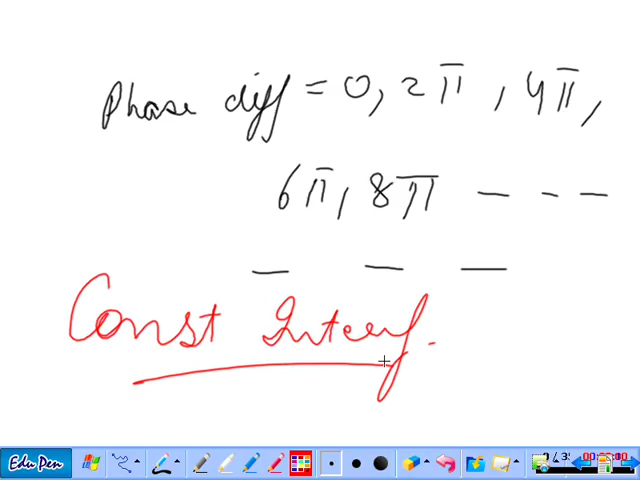 Phase diff = 0, 2π, 4π,
6π, 8π - - -
- - -
Const Interf.
Edu Pen